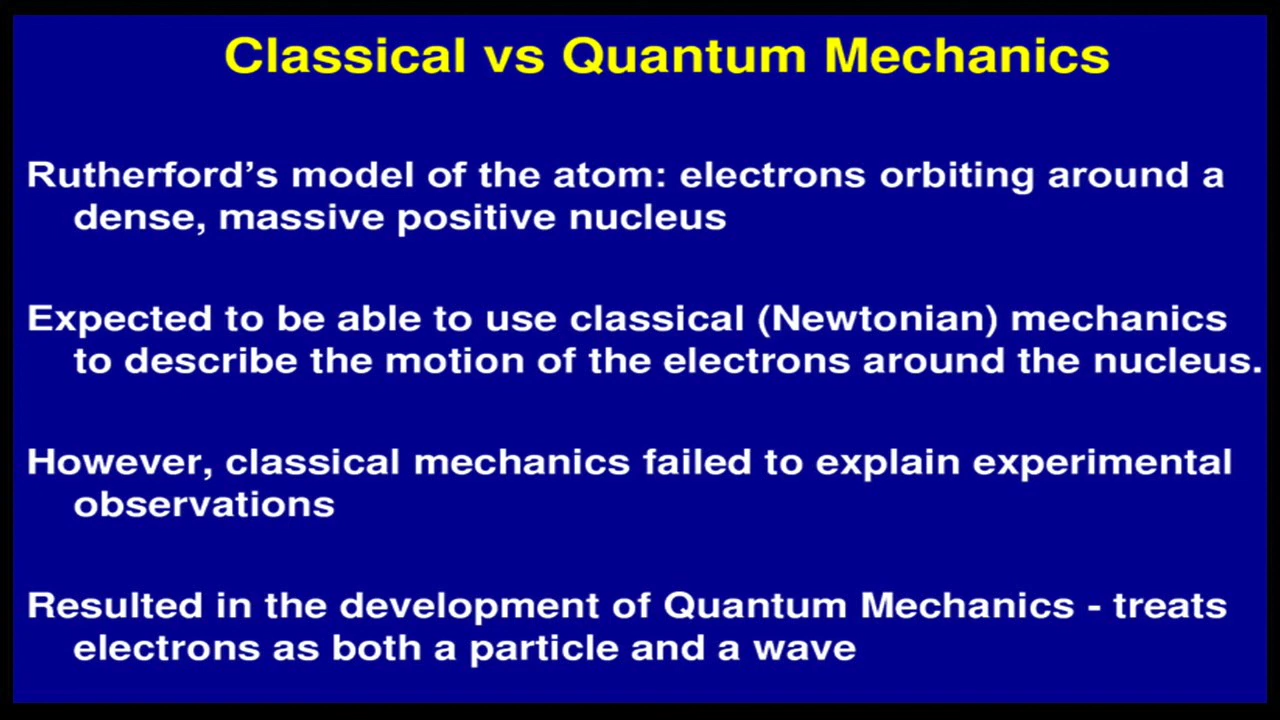 Classical vs Quantum Mechanics
Rutherford’s model of the atom: electrons orbiting around a
dense, massive positive nucleus
Expected to be able to use classical (Newtonian) mechanics
to describe the motion of the electrons around the nucleus.
However, classical mechanics failed to explain experimental
observations
Resulted in the development of Quantum Mechanics - treats
electrons as both a particle and a wave